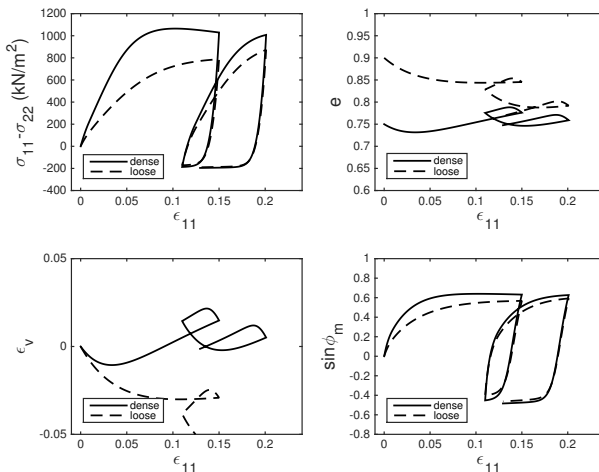 1200
1000
800
600
400
200
0
-200
-400
σ11-σ22 (kN/m²)
dense
loose
0 0.05 0.1 0.15 0.2
ϵ11
1
0.95
0.9
0.85
0.8
0.75
0.7
0.65
0.6
e
dense
loose
0 0.05 0.1 0.15 0.2
ϵ11
0.05
0
-0.05
ϵv
dense
loose
0 0.05 0.1 0.15 0.2
ϵ11
1
0.8
0.6
0.4
0.2
0
-0.2
-0.4
-0.6
-0.8
sinϕm
dense
loose
0 0.05 0.1 0.15 0.2
ϵ11